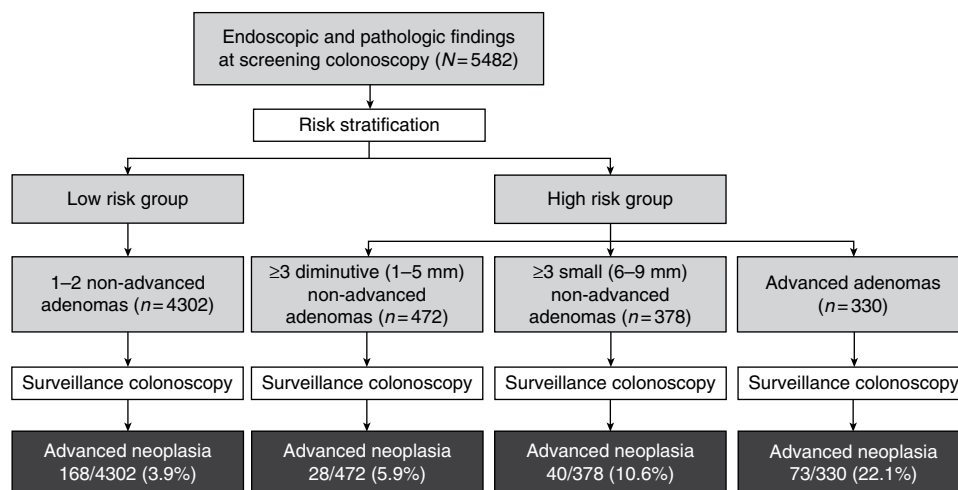 Endoscopic and pathologic findings
at screening colonoscopy (N=5482)
Risk stratification
Low risk group
High risk group
1–2 non-advanced
adenomas (n=4302)
≥3 diminutive (1–5 mm)
non-advanced
adenomas (n=472)
≥3 small (6–9 mm)
non-advanced
adenomas (n=378)
Advanced adenomas
(n=330)
Surveillance colonoscopy
Surveillance colonoscopy
Surveillance colonoscopy
Surveillance colonoscopy
Advanced neoplasia
168/4302 (3.9%)
Advanced neoplasia
28/472 (5.9%)
Advanced neoplasia
40/378 (10.6%)
Advanced neoplasia
73/330 (22.1%)